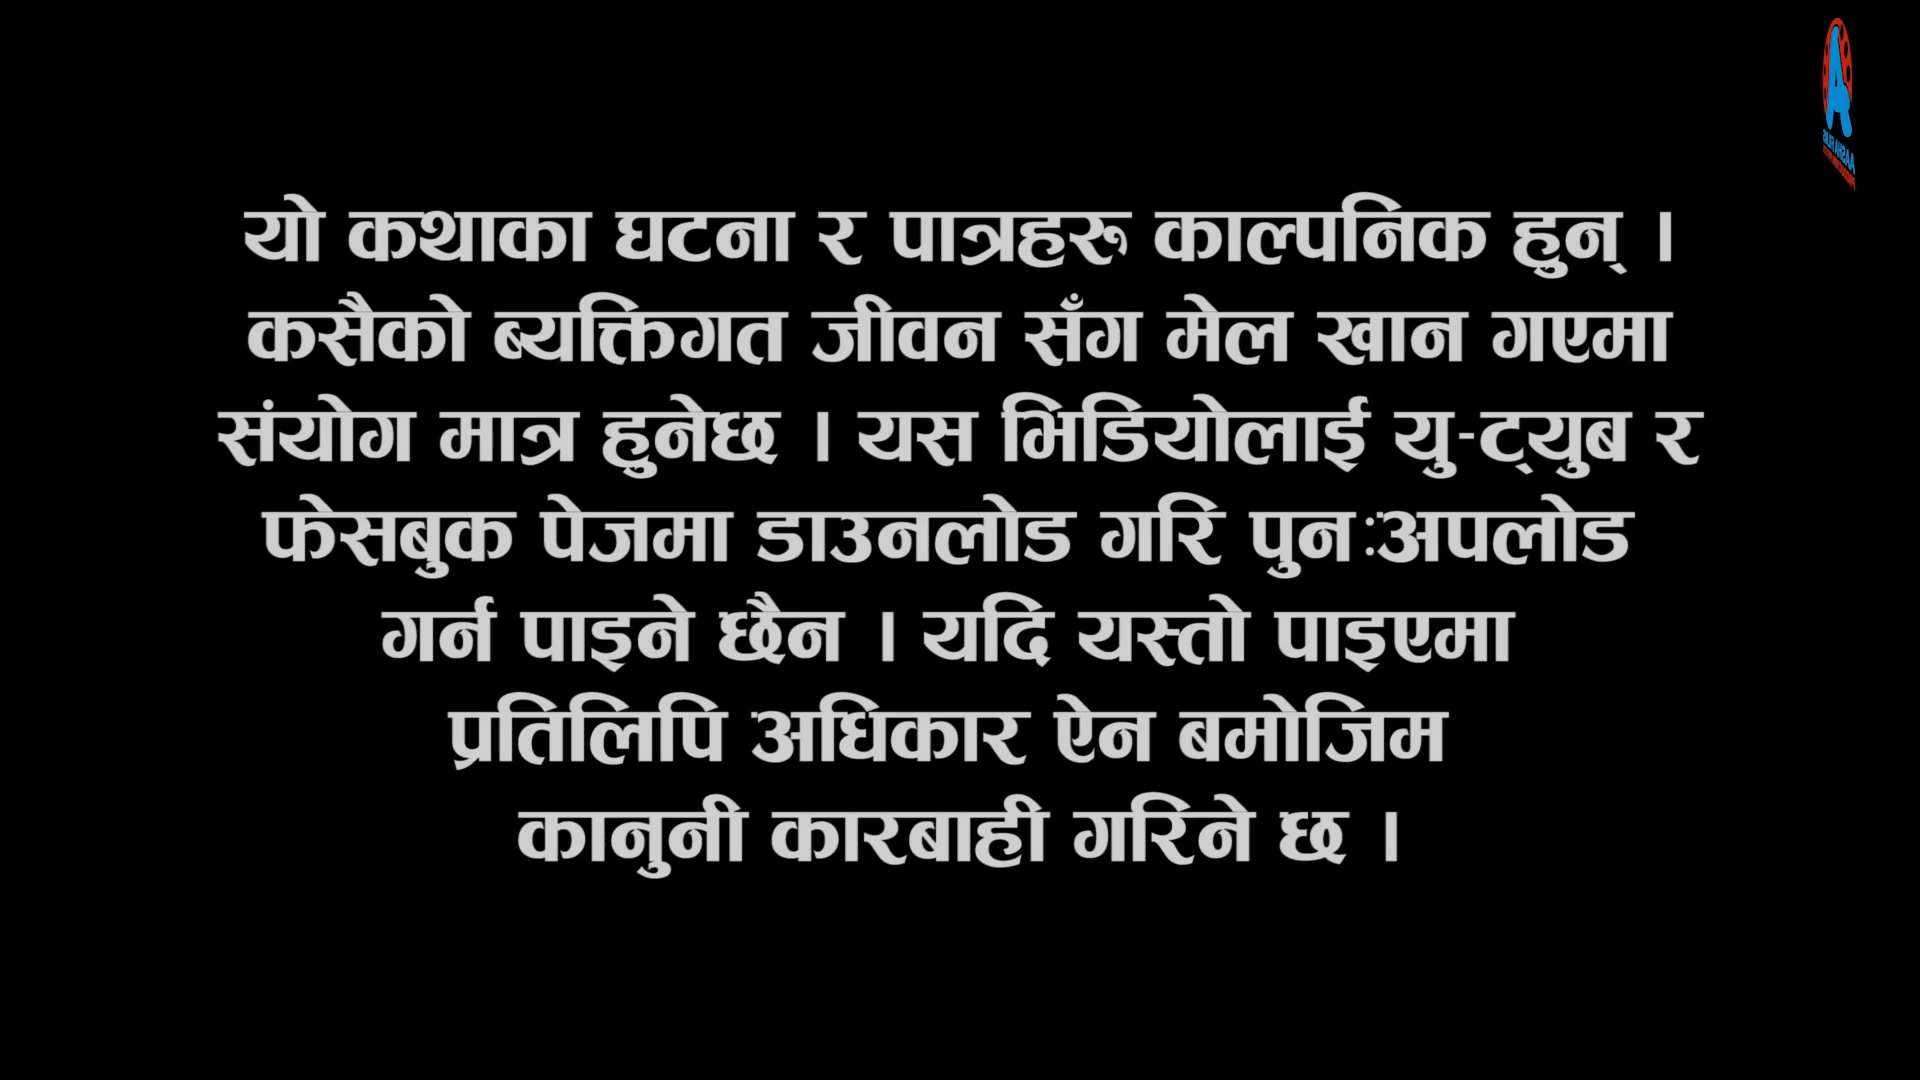 यो कथाका घटना र पात्रहरु काल्पनिक हुन् ।
कसैको ब्यक्तिगत जीवन सँग मेल खान गएमा
संयोग मात्र हुनेछ । यस भिडियोलाई यु-ट्युब र
फेसबुक पेजमा डाउनलोड गरि पुनःअपलोड
गर्न पाइने छैन । यदि यस्तो पाइएमा
प्रतिलिपि अधिकार ऐन बमोजिम
कानुनी कारबाही गरिने छ ।